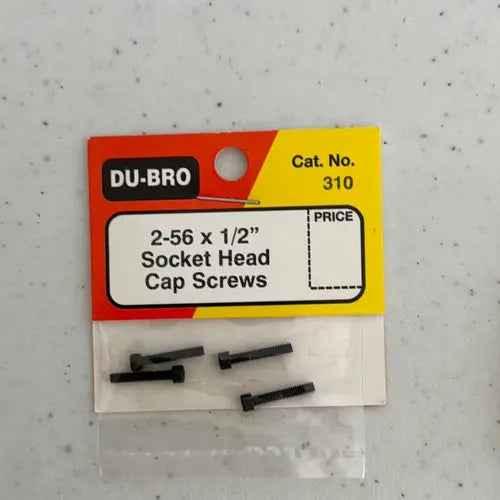 DU-BRO
Cat. No.
310
PRICE
2-56 x 1/2”
Socket Head
Cap Screws